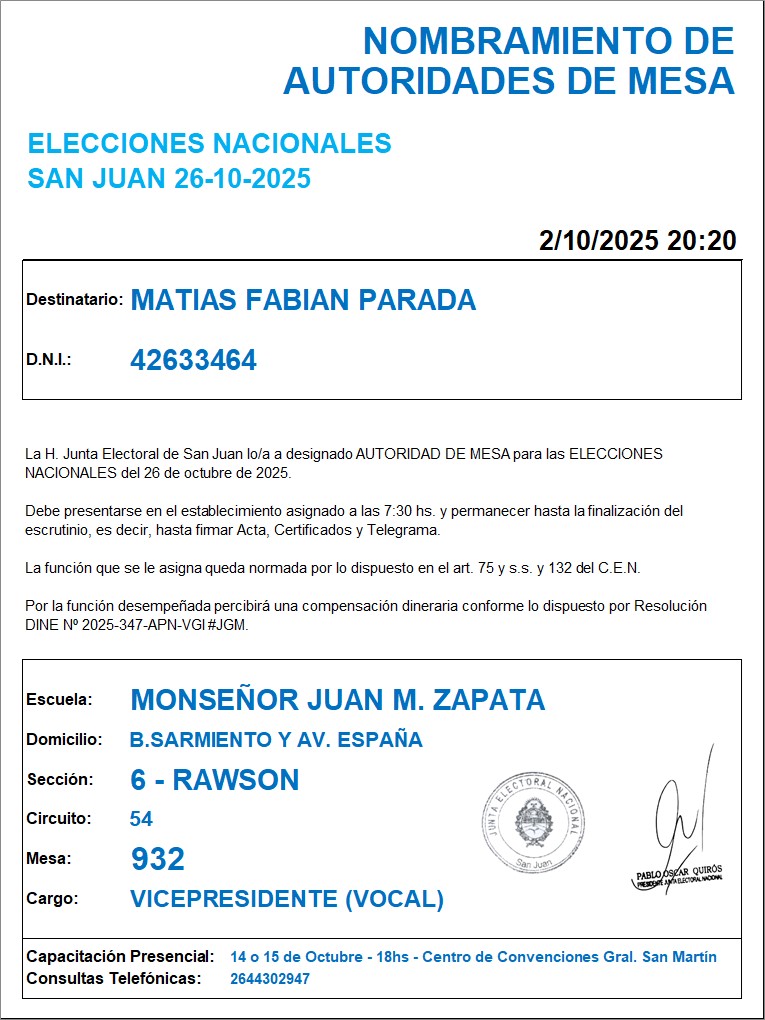 NOMBRAMIENTO DE
AUTORIDADES DE MESA
ELECCIONES NACIONALES
SAN JUAN 26-10-2025
2/10/2025 20:20
Destinatario: MATIAS FABIAN PARADA
D.N.I.: 42633464
La H. Junta Electoral de San Juan lo/a a designado AUTORIDAD DE MESA para las ELECCIONES
NACIONALES del 26 de octubre de 2025.
Debe presentarse en el establecimiento asignado a las 7:30 hs. y permanecer hasta la finalización del
escrutinio, es decir, hasta firmar Acta, Certificados y Telegrama.
La función que se le asigna queda normada por lo dispuesto en el art. 75 y s.s. y 132 del C.E.N.
Por la función desempeñada percibirá una compensación dineraria conforme lo dispuesto por Resolución
DINE Nº 2025-347-APN-VGI#JGM.
Escuela: MONSEÑOR JUAN M. ZAPATA
Domicilio: B.SARMIENTO Y AV. ESPAÑA
Sección: 6 - RAWSON
Circuito: 54
Mesa: 932
Cargo: VICEPRESIDENTE (VOCAL)
JUNTA ELECTORAL NACIONAL
San Juan
PABLO OSCAR QUIRÓS
PRESIDENTE JUNTA ELECTORAL NACIONAL
Capacitación Presencial: 14 o 15 de Octubre - 18hs - Centro de Convenciones Gral. San Martín
Consultas Telefónicas: 2644302947